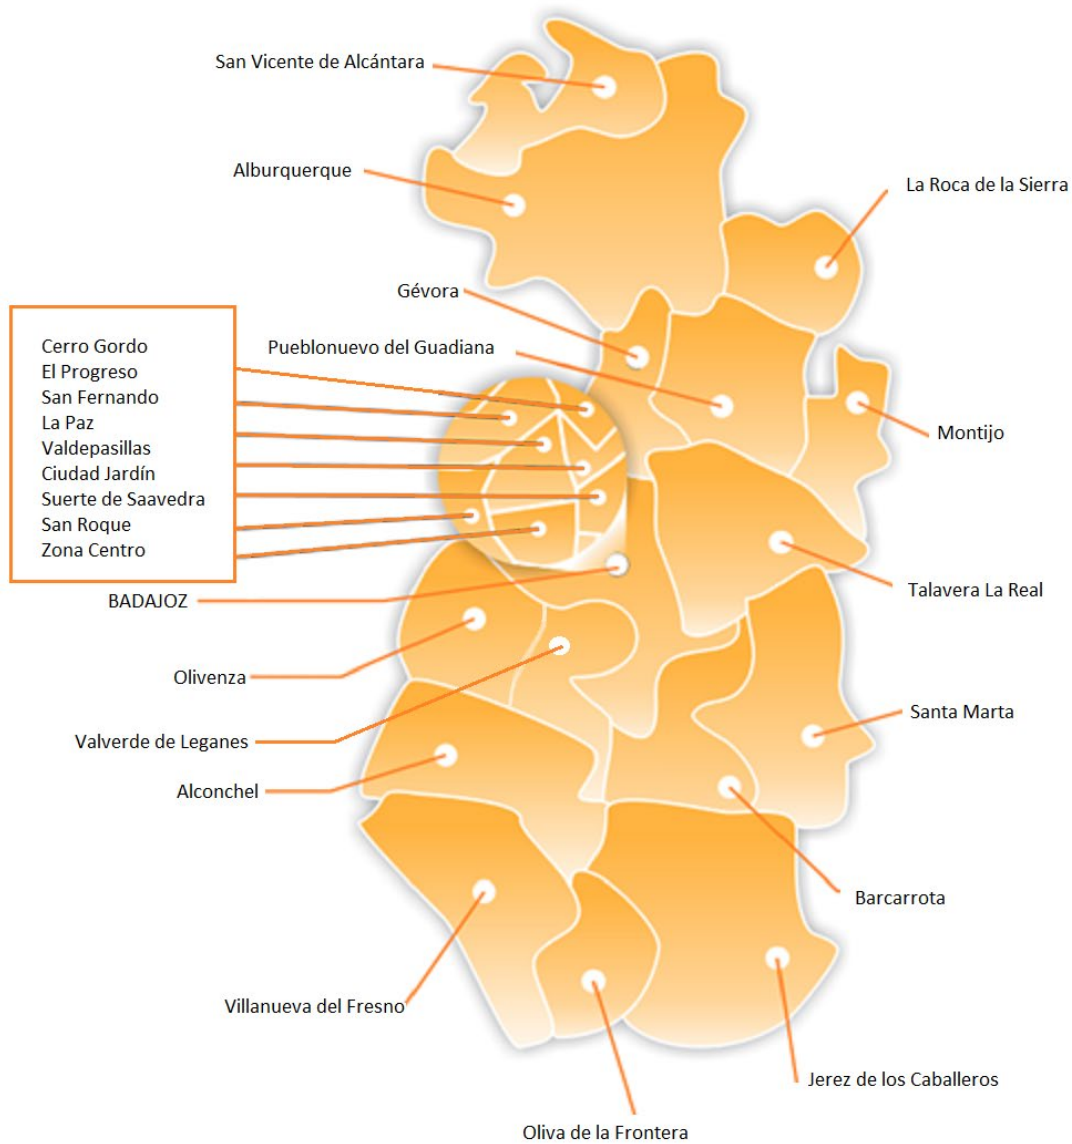 San Vicente de Alcántara
Alburquerque
La Roca de la Sierra
Gévora
Pueblonuevo del Guadiana
Cerro Gordo
El Progreso
San Fernando
La Paz
Valdepasillas
Ciudad Jardín
Suerte de Saavedra
San Roque
Zona Centro
Montijo
BADAJOZ
Talavera La Real
Olivenza
Santa Marta
Valverde de Leganes
Alconchel
Barcarrota
Villanueva del Fresno
Jerez de los Caballeros
Oliva de la Frontera